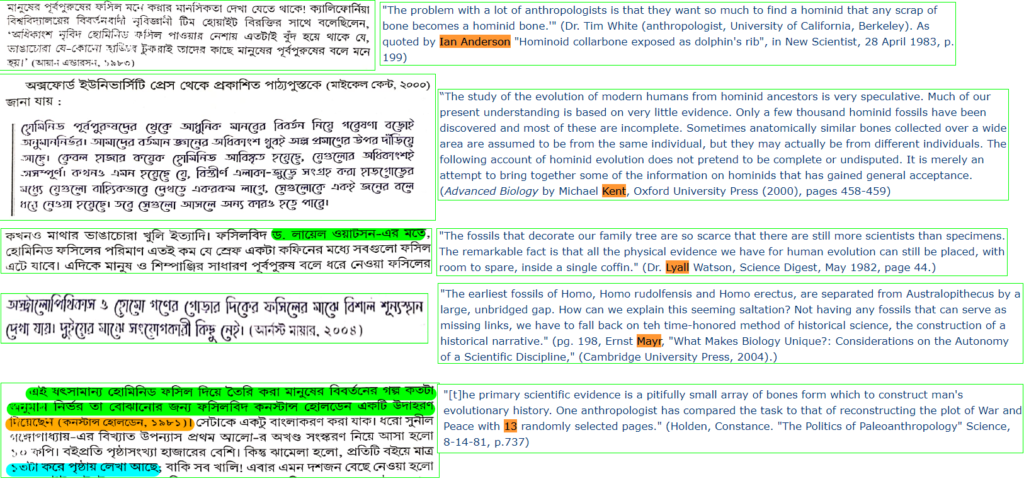 মানুষের পূর্বপুরুষের ফসিল মনে করার মানসিকতা দেখা যেতে থাকে! ক্যালিফোর্নিয়া
বিশ্ববিদ্যালয়ের বিবর্তনবাদী নৃবিজ্ঞানী টিম হোয়াইট বিরক্তির সাথে বলেছিলেন,
'অধিকাংশ নৃবিদ হোমিনিড ফসিল পাওয়ার নেশায় এতটাই বুঁদ হয়ে থাকে যে,
ভাঙাচোরা যে-কোনো হাড্ডির টুকরাই তাদের কাছে মানুষের পূর্বপুরুষের বলে মনে
হয়।' (আয়ান এন্ডারসন, ১৯৮৩)
"The problem with a lot of anthropologists is that they want so much to find a hominid that any scrap of
bone becomes a hominid bone.'" (Dr. Tim White (anthropologist, University of California, Berkeley). As
quoted by Ian Anderson "Hominoid collarbone exposed as dolphin's rib", in New Scientist, 28 April 1983, p.
199)
অক্সফোর্ড ইউনিভার্সিটি প্রেস থেকে প্রকাশিত পাঠ্যপুস্তকে (মাইকেল কেন্ট, ২০০০)
জানা যায় :
হোমিনিড পূর্বপুরুষদের থেকে আধুনিক মানবের বিবর্তন নিয়ে গবেষণা বড়োই
অনুমাননির্ভর। আমাদের বর্তমান জ্ঞানের অধিকাংশ খুবই অল্প প্রমাণের উপর দাঁড়িয়ে
আছে। কেবল হাজার কয়েক হোমিনিড আবিষ্কৃত হয়েছে, যেগুলোর অধিকাংশই
অসম্পূর্ণ। কখনও এমন হয়েছে যে, বিস্তীর্ণ এলাকা-জুড়ে সংগ্রহ করা হাড়গোড়ের
মধ্যে যেগুলো বাহ্যিকভাবে দেখতে একরকম লাগে, সেগুলোকে একই জনের বলে
ধরে নেওয়া হয়েছে। তবে সেগুলো আসলে অন্য কারও হতে পারে।
"The study of the evolution of modern humans from hominid ancestors is very speculative. Much of our
present understanding is based on very little evidence. Only a few thousand hominid fossils have been
discovered and most of these are incomplete. Sometimes anatomically similar bones collected over a wide
area are assumed to be from the same individual, but they may actually be from different individuals. The
following account of hominid evolution does not pretend to be complete or undisputed. It is merely an
attempt to bring together some of the information on hominids that has gained general acceptance.
(Advanced Biology by Michael Kent, Oxford University Press (2000), pages 458-459)
কখনও মাথার ভাঙাচোরা খুলি ইত্যাদি। ফসিলবিদ ড. লায়েল ওয়াটসন-এর মতে,
হোমিনিড ফসিলের পরিমাণ এতই কম যে স্রেফ একটা কফিনের মধ্যে সবগুলো ফসিল
এটে যাবে। এদিকে মানুষ ও শিম্পাঞ্জির সাধারণ পূর্বপুরুষ বলে ধরে নেওয়া ফসিলের
"The fossils that decorate our family tree are so scarce that there are still more scientists than specimens.
The remarkable fact is that all the physical evidence we have for human evolution can still be placed, with
room to spare, inside a single coffin." (Dr. Lyall Watson, Science Digest, May 1982, page 44.)
অস্ট্রালোপিথিকাস ও হোমো গণের গোড়ার দিকের ফসিলের মাঝে বিশাল শূন্যস্থান
দেখা যায়। দুইয়ের মাঝে সংযোগকারী কিছু নেই। (আর্নস্ট মায়ার, ২০০৪)
"The earliest fossils of Homo, Homo rudolfensis and Homo erectus, are separated from Australopithecus by a
large, unbridged gap. How can we explain this seeming saltation? Not having any fossils that can serve as
missing links, we have to fall back on teh time-honored method of historical science, the construction of a
historical narrative." (pg. 198, Ernst Mayr, "What Makes Biology Unique?: Considerations on the Autonomy
of a Scientific Discipline," (Cambridge University Press, 2004).)
এই যৎসামান্য হোমিনিড ফসিল দিয়ে তৈরি করা মানুষের বিবর্তনের গল্প কতটা
অনুমান নির্ভর তা বোঝানোর জন্য ফসিলবিদ কনস্টান্স হোলডেন একটি উদাহরণ
দিয়েছেন (কনস্টান্স হোলডেন, ১৯৮১)। সেটাকে একটু বাংলাকরণ করা যাক। ধরো সুনীল
গঙ্গোপাধ্যায়-এর বিখ্যাত উপন্যাস প্রথম আলো-র অখণ্ড সংস্করণ নিয়ে আসা হলো
১০ কপি। বইপ্রতি পৃষ্ঠাসংখ্যা হাজারের বেশি। কিন্তু ঝামেলা হলো, প্রতিটি বইয়ে মাত্র
১৩টা করে পৃষ্ঠায় লেখা আছে; বাকি সব খালি! এবার এমন দশজন বেছে নেওয়া হলো
"[t]he primary scientific evidence is a pitifully small array of bones form which to construct man's
evolutionary history. One anthropologist has compared the task to that of reconstructing the plot of War and
Peace with 13 randomly selected pages." (Holden, Constance. "The Politics of Paleoanthropology" Science,
8-14-81, p.737)